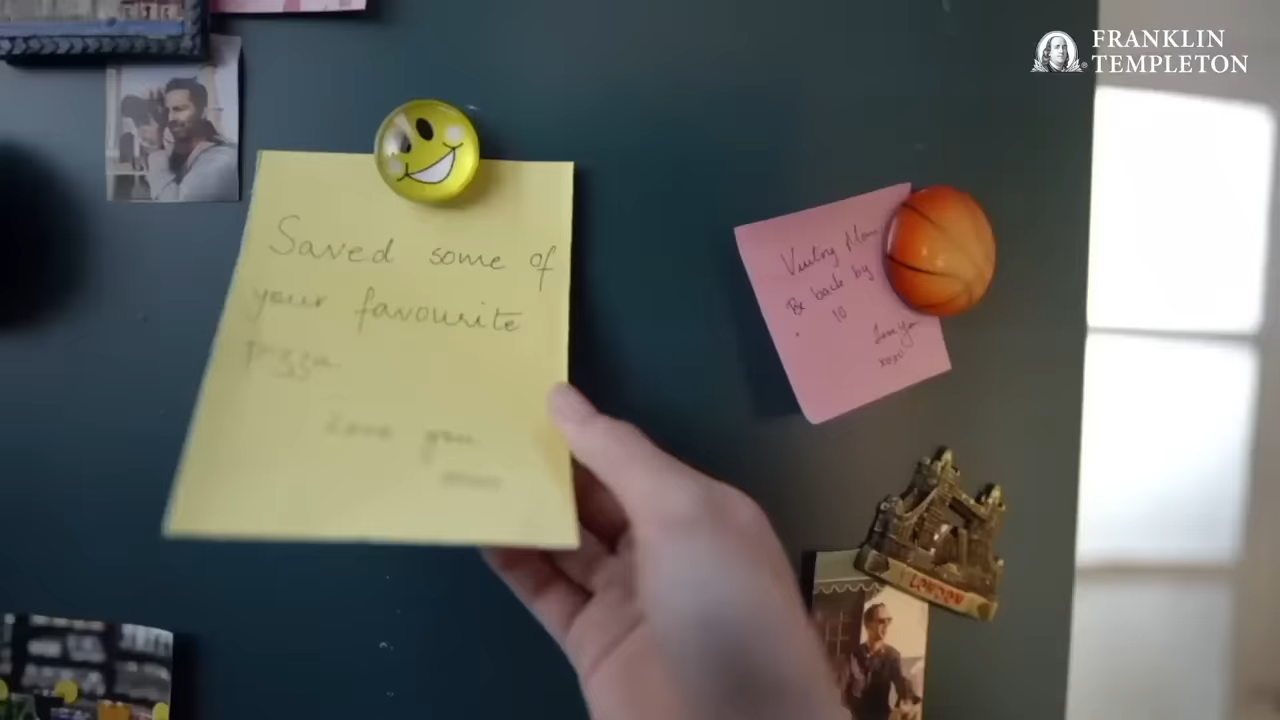 FRANKLIN
TEMPLETON
Saved some of
your favourite
Pizza
Love you
Visiting Mom
Be back by
10
Love You
xoxo
LONDON